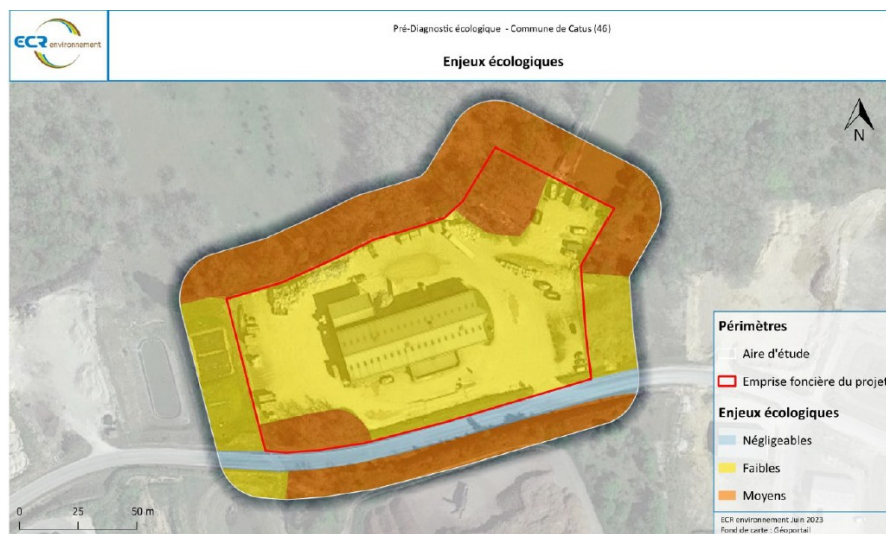 ECR environnement
Pré-Diagnostic écologique - Commune de Catus (46)
Enjeux écologiques
N
Périmètres
Aire d'étude
Emprise foncière du projet
Enjeux écologiques
Négligeables
Faibles
Moyens
0 25 50 m
ECR environnement Juin 2023
Fond de carte : Géoportail